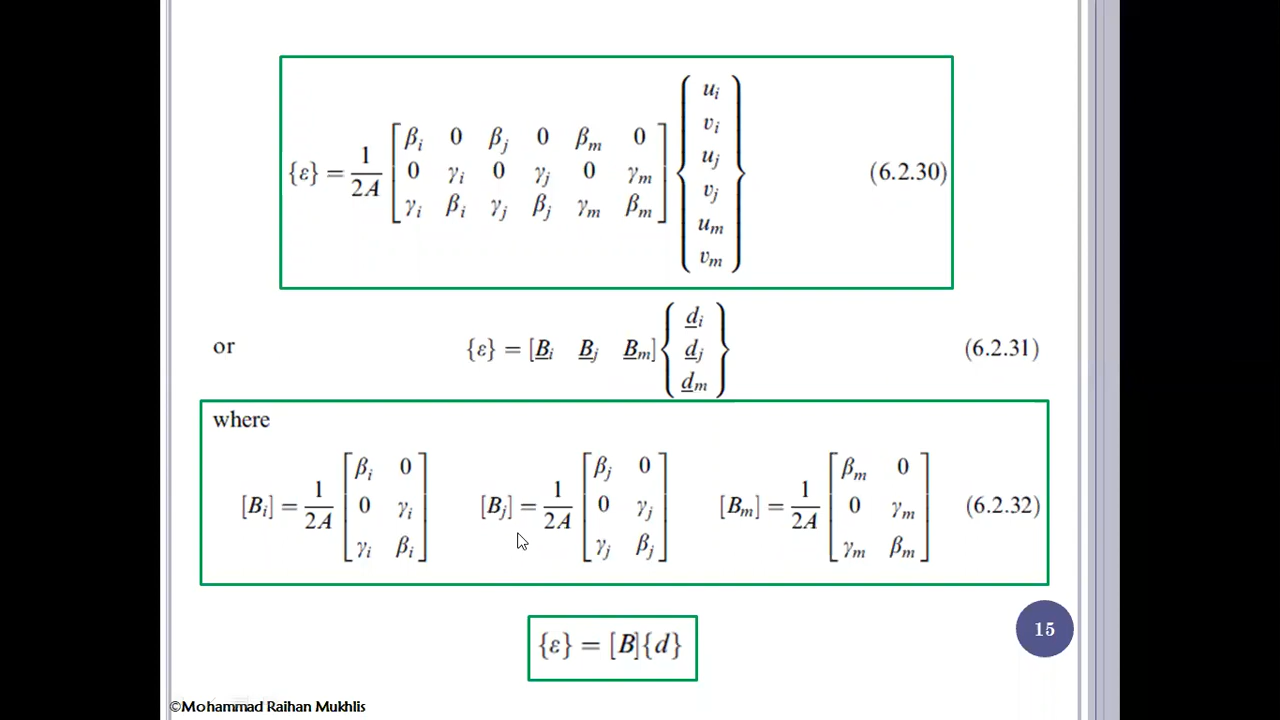 {ε} = 1/2A [β_i 0 β_j 0 β_m 0; 0 γ_i 0 γ_j 0 γ_m; γ_i β_i γ_j β_j γ_m β_m] {u_i; v_i; u_j; v_j; u_m; v_m} (6.2.30)
or {ε} = [B_i B_j B_m] {d_i; d_j; d_m} (6.2.31)
where
[B_i] = 1/2A [β_i 0; 0 γ_i; γ_i β_i] [B_j] = 1/2A [β_j 0; 0 γ_j; γ_j β_j] [B_m] = 1/2A [β_m 0; 0 γ_m; γ_m β_m] (6.2.32)
{ε} = [B]{d}
15
©Mohammad Raihan Mukhlis